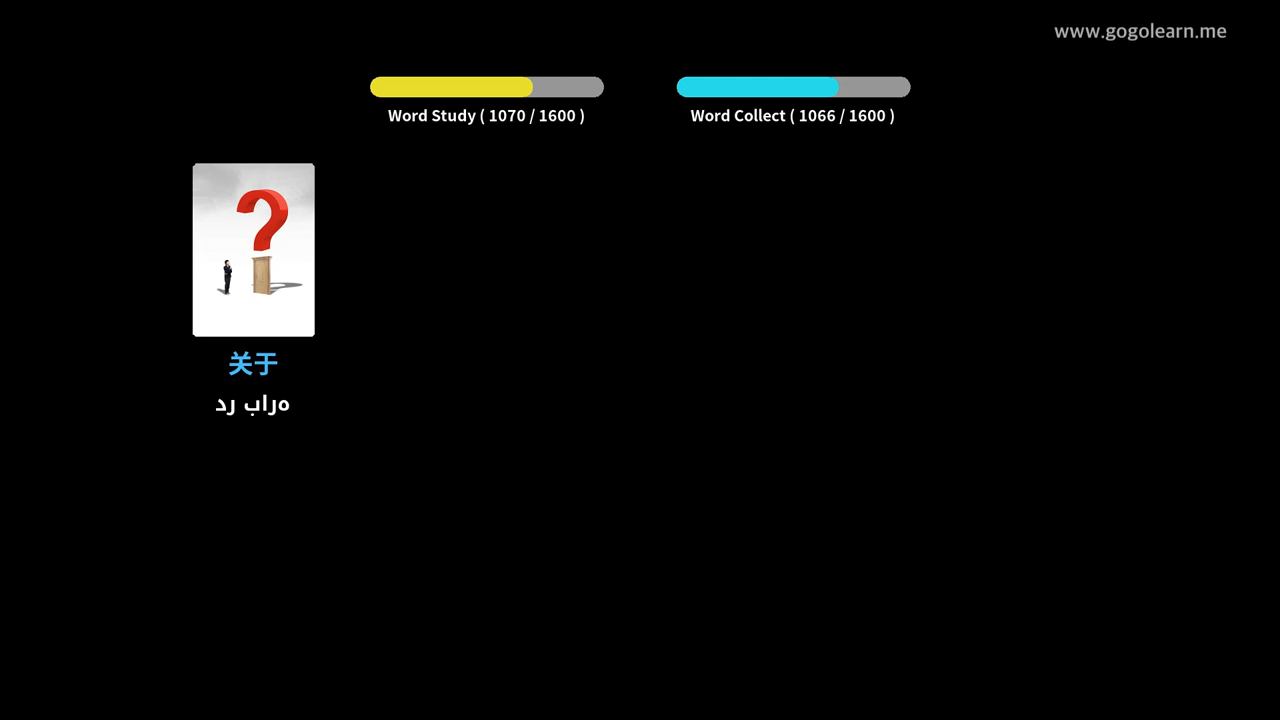 www.gogolearn.me
Word Study ( 1070 / 1600 )
Word Collect ( 1066 / 1600 )
关于
در باره